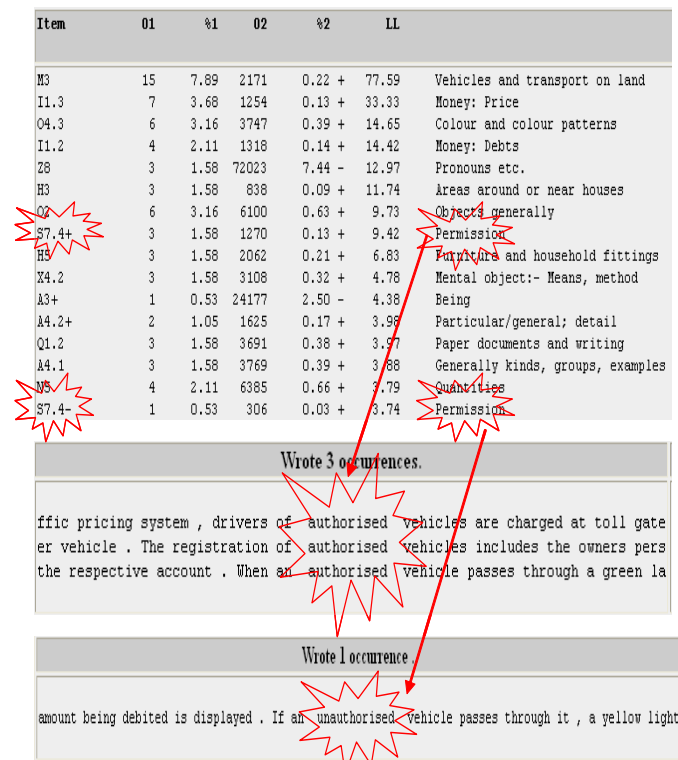 Item 01 %1 02 %2 LL
M3 15 7.89 2171 0.22 + 77.59 Vehicles and transport on land
I1.3 7 3.68 1254 0.13 + 33.33 Money: Price
O4.3 6 3.16 3747 0.39 + 14.65 Colour and colour patterns
I1.2 4 2.11 1318 0.14 + 14.42 Money: Debts
Z8 3 1.58 72023 7.44 - 12.97 Pronouns etc.
H3 3 1.58 838 0.09 + 11.74 Areas around or near houses
O2 6 3.16 6100 0.63 + 9.73 Objects generally
S7.4+ 3 1.58 1270 0.13 + 9.42 Permission
H5 3 1.58 2062 0.21 + 6.83 Furniture and household fittings
X4.2 3 1.58 3108 0.32 + 4.78 Mental object:- Means, method
A3+ 1 0.53 24177 2.50 - 4.38 Being
A4.2+ 2 1.05 1625 0.17 + 3.98 Particular/general; detail
Q1.2 3 1.58 3691 0.38 + 3.97 Paper documents and writing
A4.1 3 1.58 3769 0.39 + 3.88 Generally kinds, groups, examples
N5 4 2.11 6385 0.66 + 3.79 Quantities
S7.4- 1 0.53 306 0.03 + 3.74 Permission
Wrote 3 occurrences.
ffic pricing system , drivers of authorised vehicles are charged at toll gate
er vehicle . The registration of authorised vehicles includes the owners pers
the respective account . When an authorised vehicle passes through a green la
Wrote 1 occurrence .
amount being debited is displayed . If an unauthorised vehicle passes through it , a yellow light